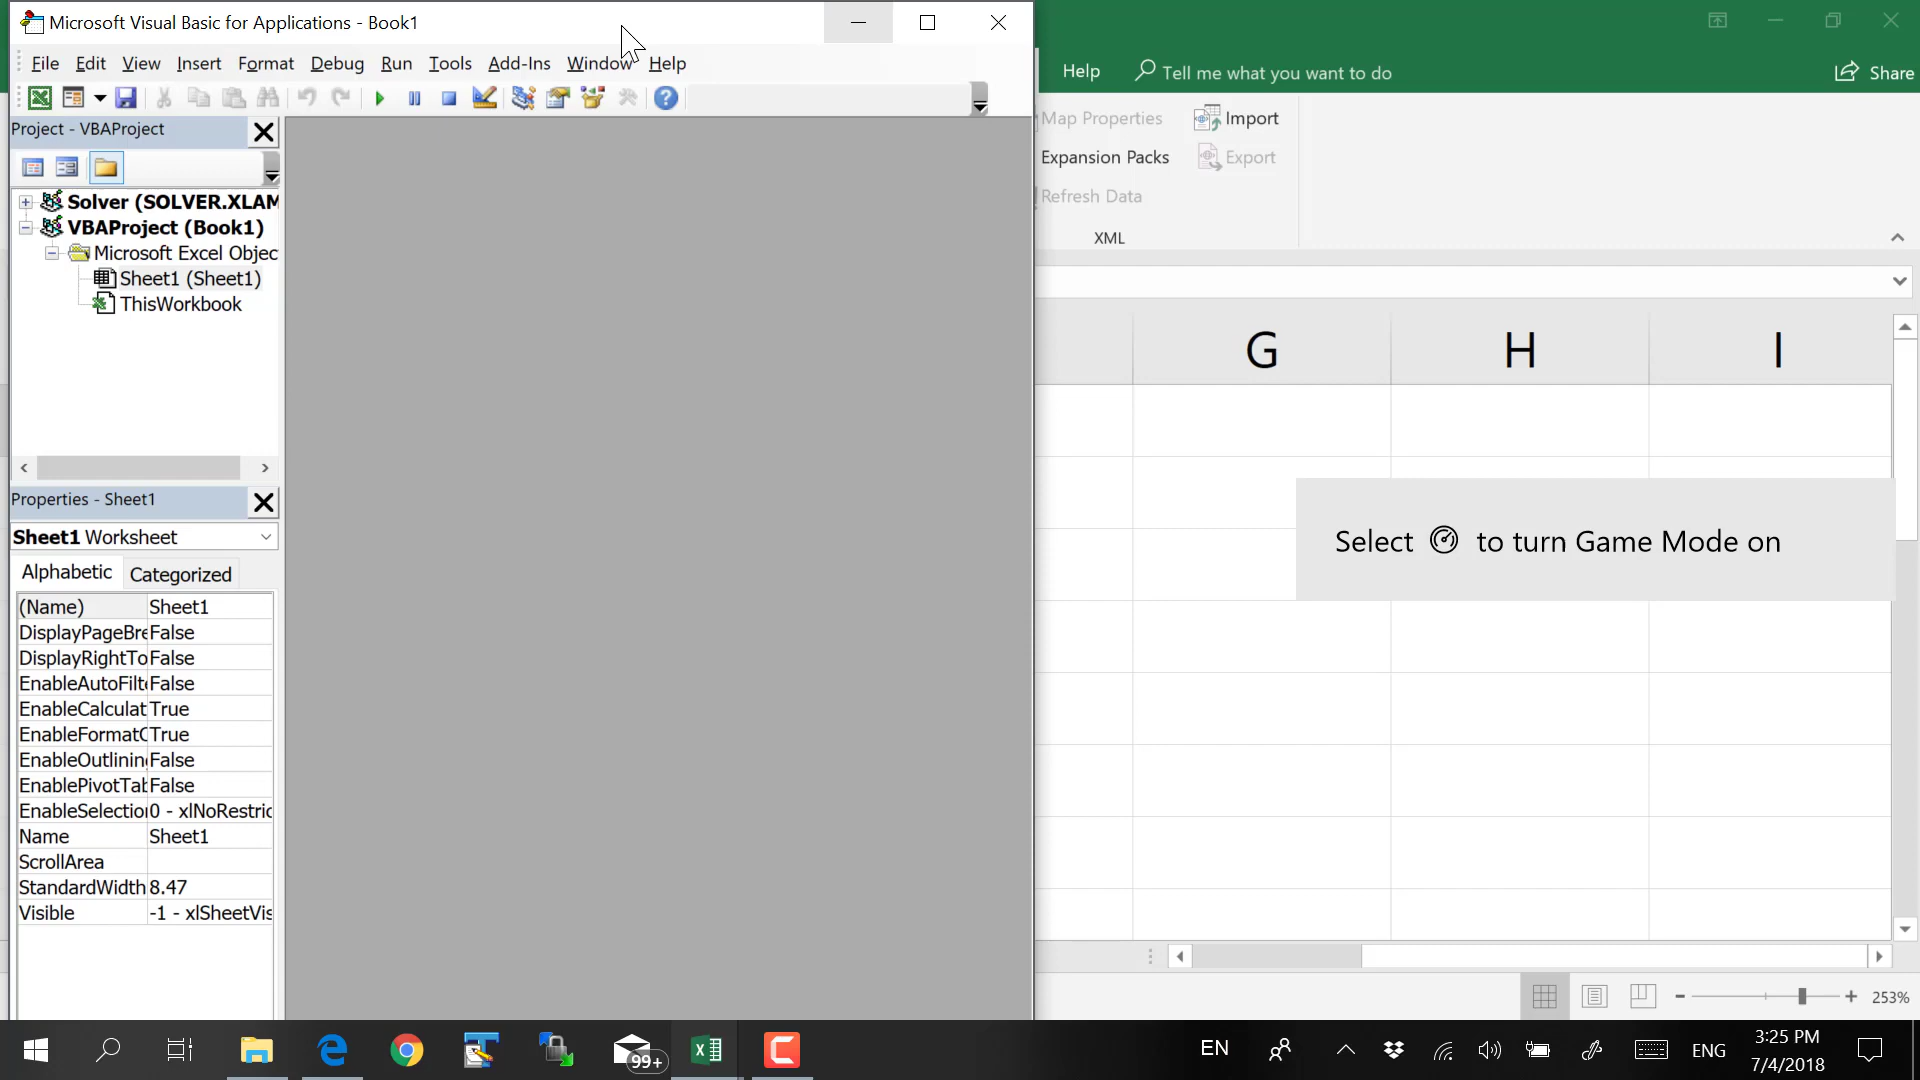 Microsoft Visual Basic for Applications - Book1
File Edit View Insert Format Debug Run Tools Add-Ins Window Help
Project - VBAProject
Solver (SOLVER.XLAM
VBAProject (Book1)
Microsoft Excel Objec
Sheet1 (Sheet1)
ThisWorkbook
Properties - Sheet1
Sheet1 Worksheet
Alphabetic Categorized
(Name) Sheet1
DisplayPageBre False
DisplayRightTo False
EnableAutoFilt False
EnableCalculat True
EnableFormatC True
EnableOutlinin False
EnablePivotTab False
EnableSelection 0 - xlNoRestric
Name Sheet1
ScrollArea
StandardWidth 8.47
Visible -1 - xlSheetVis
Help Tell me what you want to do Share
Map Properties Import
Expansion Packs Export
Refresh Data
XML
G H I
Select to turn Game Mode on
253%
99+
EN
ENG
3:25 PM
7/4/2018